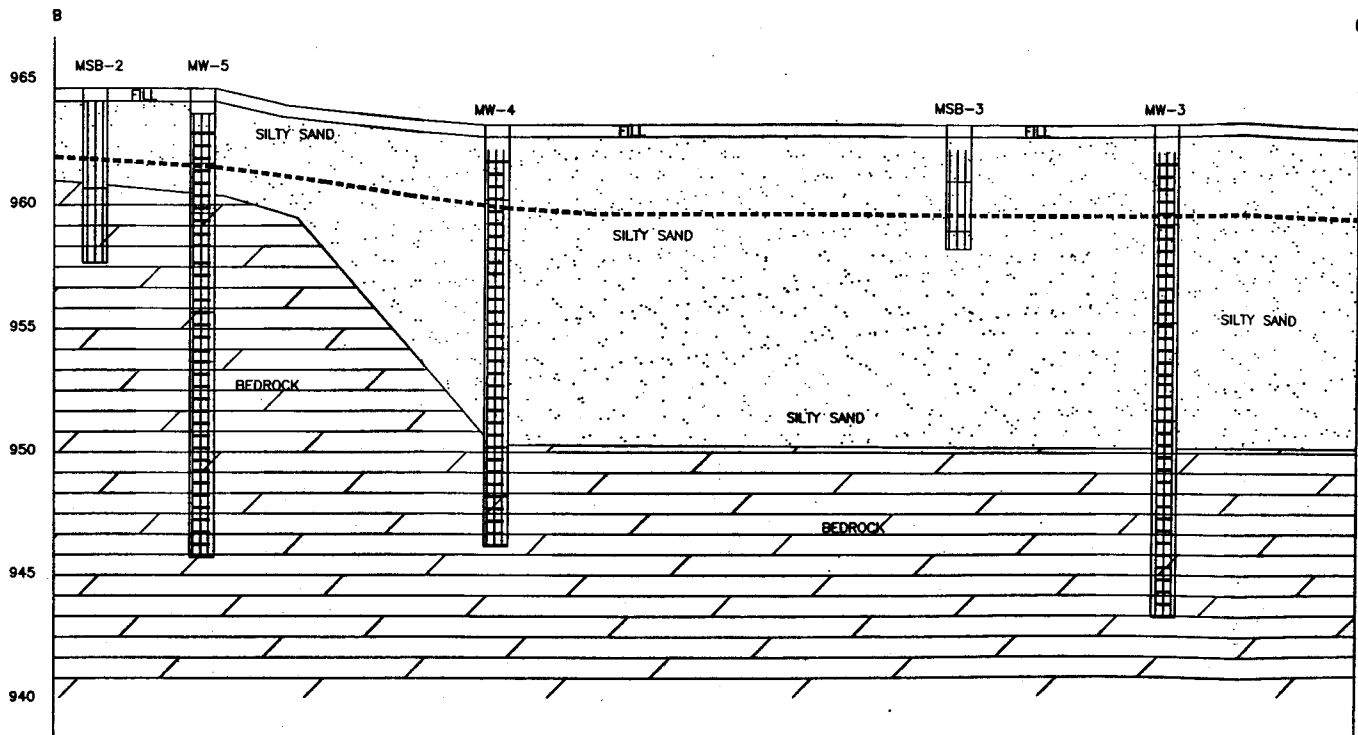 B
965
MSB-2
MW-5
FILL
SILTY SAND
MW-4
FILL
MSB-3
FILL
MW-3
960
SILTY SAND
955
SILTY SAND
BEDROCK
SILTY SAND
950
BEDROCK
945
940